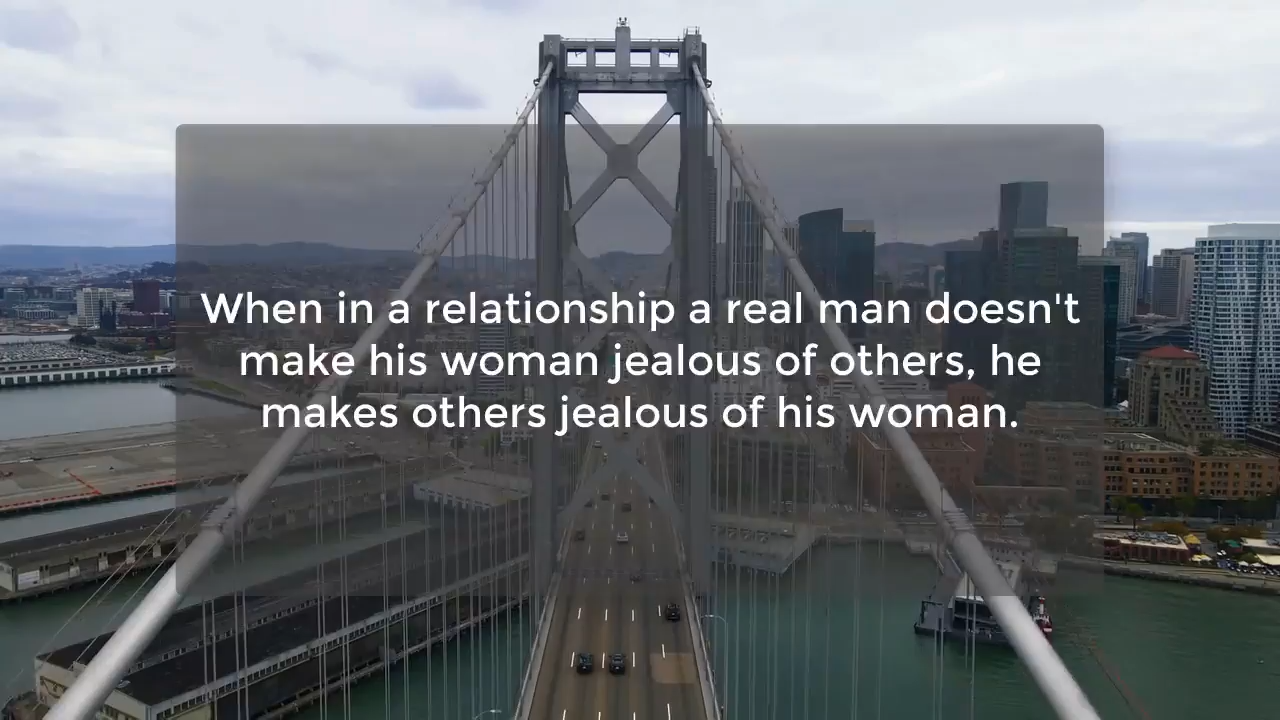 When in a relationship a real man doesn't
make his woman jealous of others, he
makes others jealous of his woman.